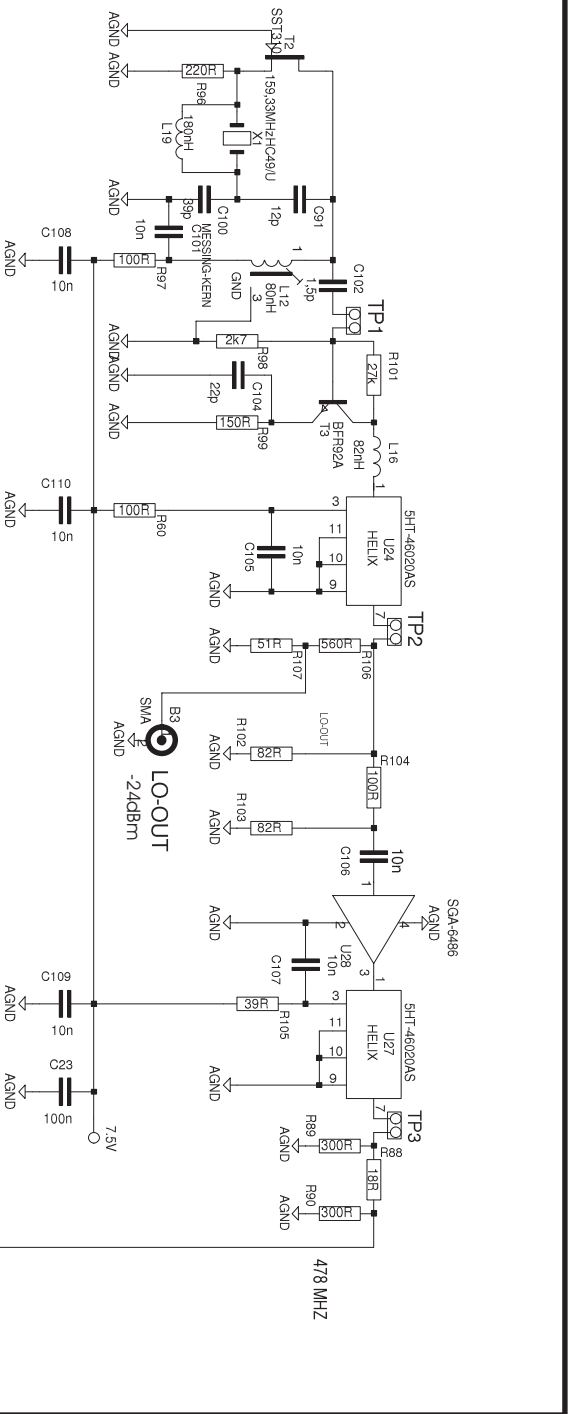 AGND
SST310
T2
AGND
220R
R96
159,33MHzHC49/U
180nH
L19
X1
AGND
39p
C100
12p
C91
10n
C101
MESSING-KERN
C108
AGND
10n
100R
R97
1
GND
3
L12
80nH
1,5p
C102
TP1
AGND
2k7
R98
R101
27k
AGND
22p
C104
AGND
150R
R99
BFR92A
T3
82nH
L16
1
C110
AGND
10n
100R
R60
3
11
10
9
U24
HELIX
5HT-46020AS
10n
C105
AGND
7
TP2
AGND
51R
R107
560R
R106
B3
SMA
1
2
AGND
LO-OUT
-24dBm
LO-OUT
R102
82R
AGND
R104
100R
R103
82R
AGND
10n
C106
1
SGA-6486
AGND
4
2
U28
3
AGND
10n
C107
1
C109
AGND
10n
39R
R105
3
11
10
9
U27
HELIX
5HT-46020AS
AGND
C23
AGND
100n
7.5V
7
TP3
R89
300R
AGND
R88
18R
R90
300R
AGND
478 MHZ